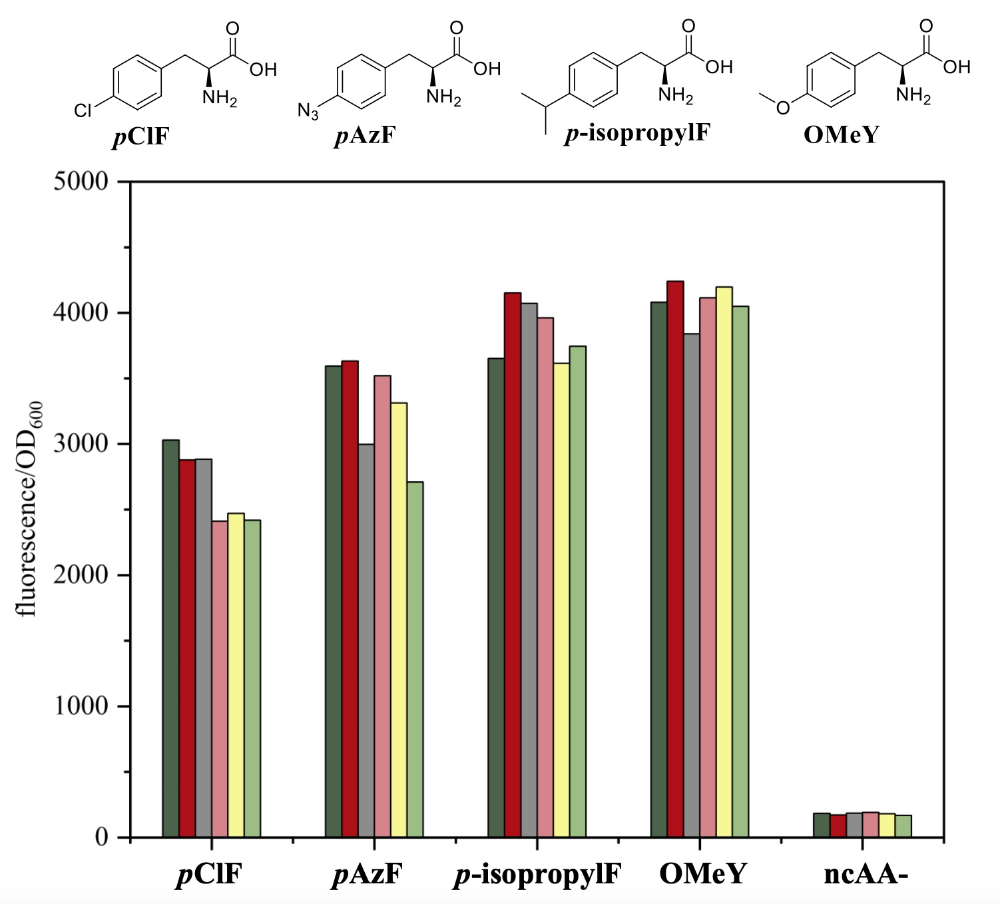 O O O O
OH OH OH OH
NH2 NH2 NH2 NH2
Cl N3 O
pClF pAzF p-isopropylF OMeY
5000
4000
3000
2000
1000
0
fluorescence/OD600
pClF pAzF p-isopropylF OMeY ncAA-